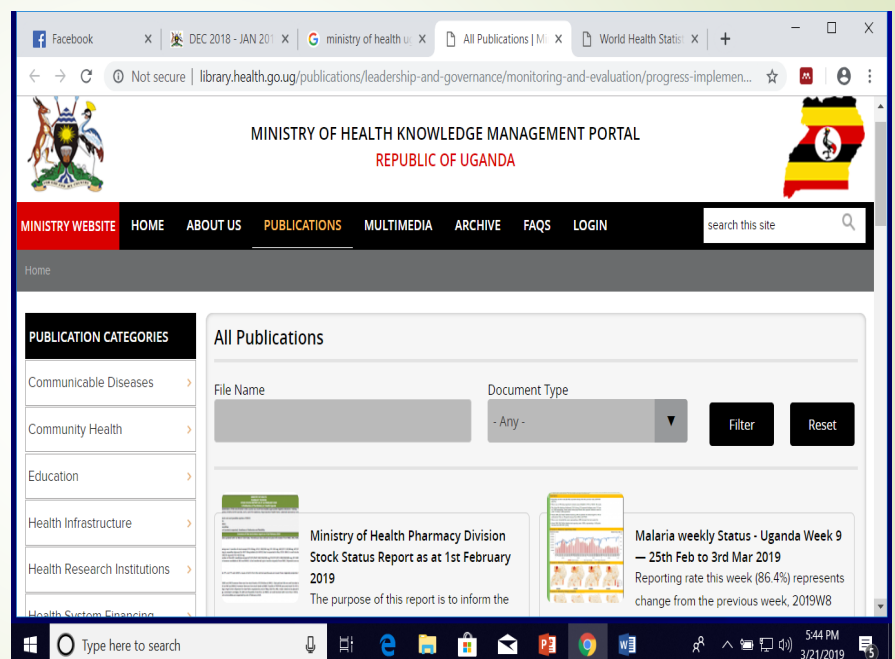 Facebook
DEC 2018 - JAN 201
ministry of health u
All Publications | M
World Health Statist
Not secure | library.health.go.ug/publications/leadership-and-governance/monitoring-and-evaluation/progress-implemen...
MINISTRY OF HEALTH KNOWLEDGE MANAGEMENT PORTAL
REPUBLIC OF UGANDA
MINISTRY WEBSITE HOME ABOUT US PUBLICATIONS MULTIMEDIA ARCHIVE FAQS LOGIN search this site
Home
PUBLICATION CATEGORIES
Communicable Diseases
Community Health
Education
Health Infrastructure
Health Research Institutions
Health System Financing
All Publications
File Name
Document Type
- Any -
Filter
Reset
Ministry of Health Pharmacy Division
Stock Status Report as at 1st February
2019
The purpose of this report is to inform the
Malaria weekly Status - Uganda Week 9
— 25th Feb to 3rd Mar 2019
Reporting rate this week (86.4%) represents
change from the previous week, 2019W8
Type here to search
5:44 PM
3/21/2019
5